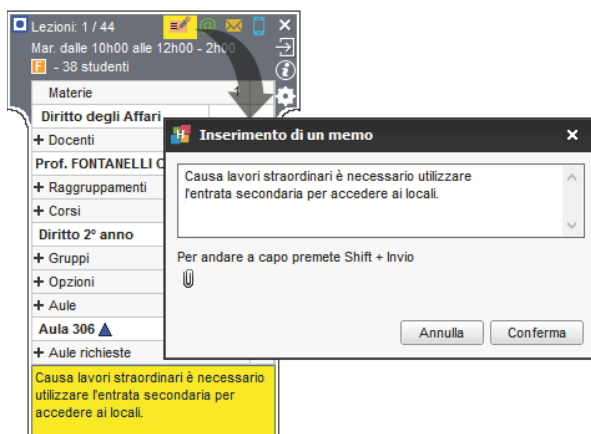 Lezioni: 1 / 44
Mar. dalle 10h00 alle 12h00 - 2h00
F - 38 studenti
Materie
Diritto degli Affari
+ Docenti
Prof. FONTANELLI
+ Raggruppamenti
+ Corsi
Diritto 2° anno
+ Gruppi
+ Opzioni
+ Aule
Aula 306
+ Aule richieste
Causa lavori straordinari è necessario
utilizzare l'entrata secondaria per
accedere ai locali.
H Inserimento di un memo
Causa lavori straordinari è necessario utilizzare
l'entrata secondaria per accedere ai locali.
Per andare a capo premete Shift + Invio
Annulla Conferma